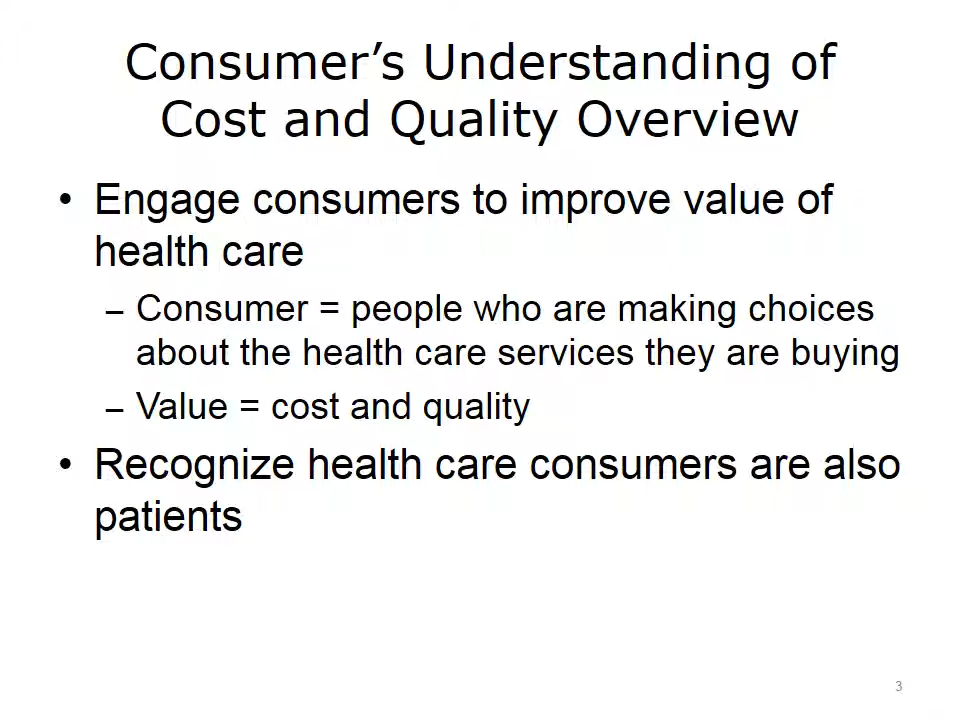 Consumer’s Understanding of
Cost and Quality Overview
• Engage consumers to improve value of
health care
– Consumer = people who are making choices
about the health care services they are buying
– Value = cost and quality
• Recognize health care consumers are also
patients
3